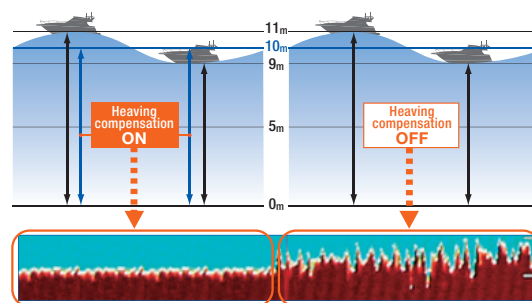 11m
10m
9m
5m
0m
Heaving
compensation
ON
Heaving
compensation
OFF